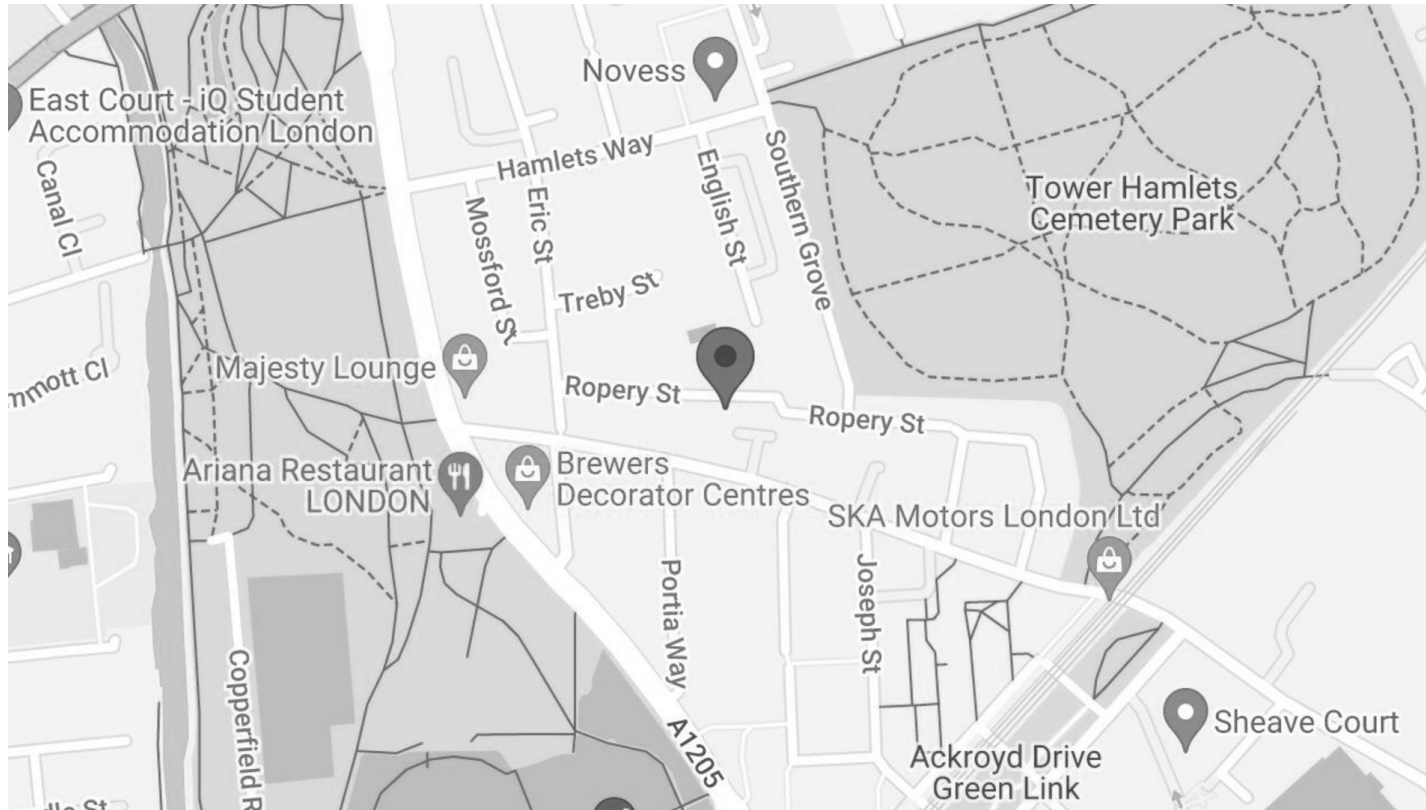 Novess
East Court - iQ Student
Accommodation London
Hamlets Way
Southern Grove
English St
Canal Cl
Eric St
Mossford St
Tower Hamlets
Cemetery Park
Treby St
Majesty Lounge
mmott Cl
Ropery St
Ropery St
Ariana Restaurant
LONDON
Brewers
Decorator Centres
SKA Motors London Ltd
Portia Way
Joseph St
Copperfield R
A1205
Sheave Court
Ackroyd Drive
Green Link